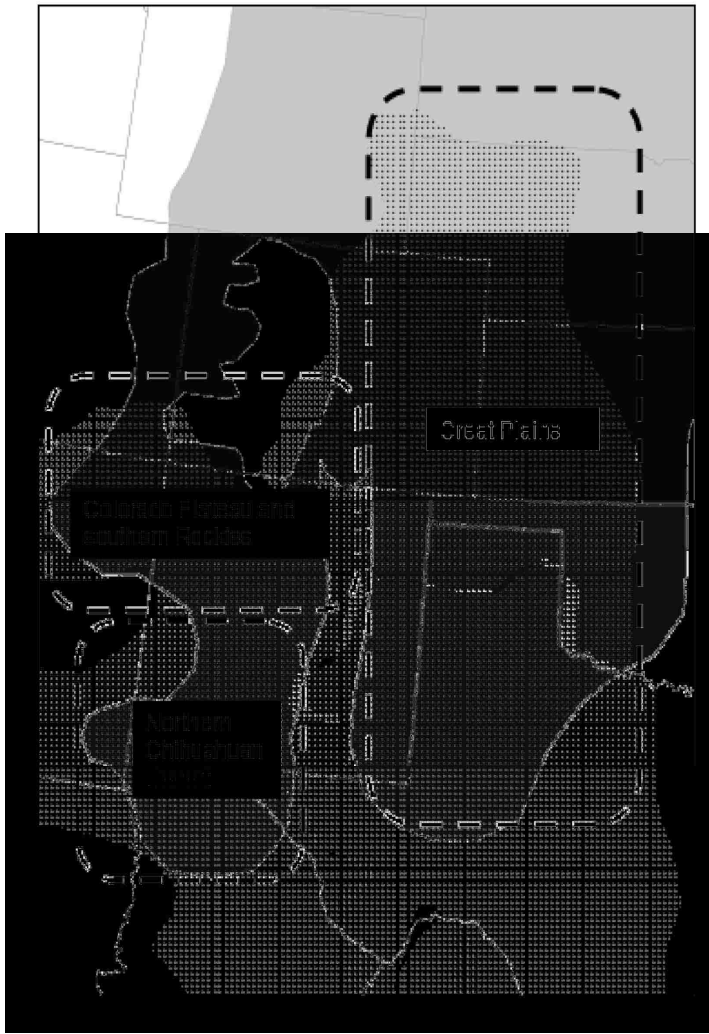 Great Plains
Colorado Plateau and
southern Rockies
Northern
Chihuahuan
Desert